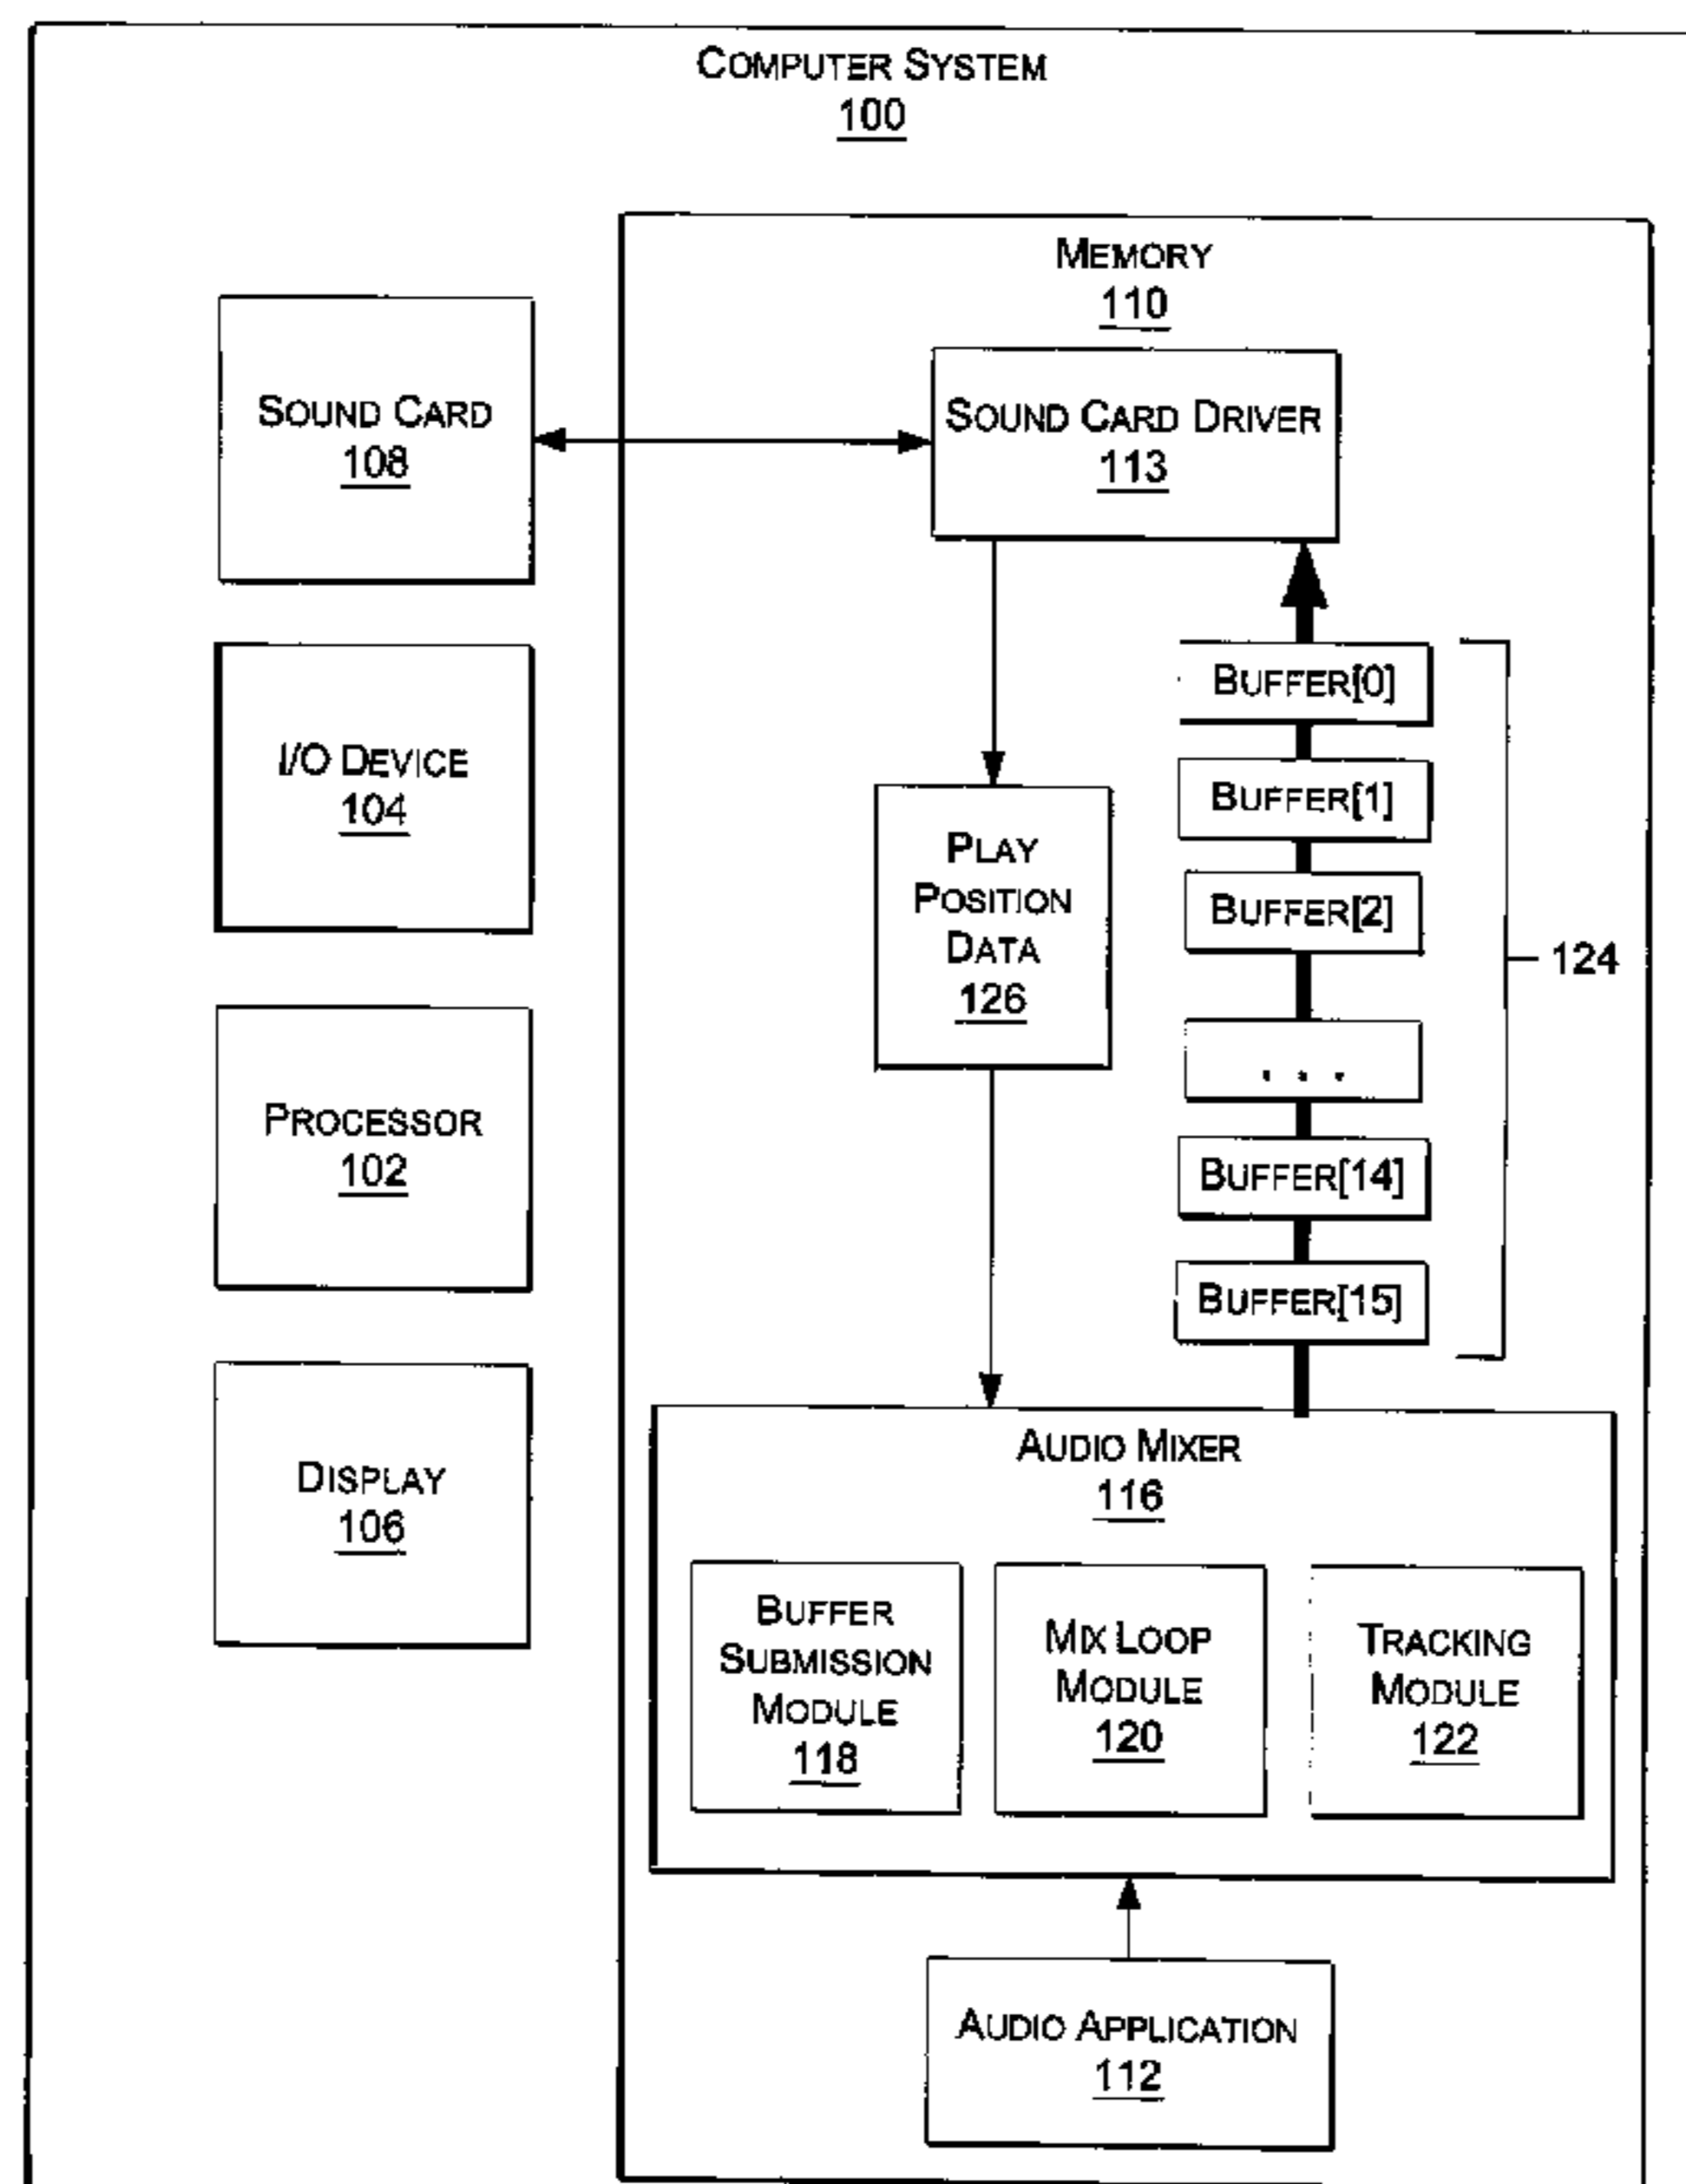 COMPUTER SYSTEM
100
MEMORY
110
SOUND CARD
108
SOUND CARD DRIVER
113
I/O DEVICE
104
PROCESSOR
102
DISPLAY
106
PLAY
POSITION
DATA
126
BUFFER[0]
BUFFER[1]
BUFFER[2]
. . .
BUFFER[14]
BUFFER[15]
124
AUDIO MIXER
116
BUFFER
SUBMISSION
MODULE
118
MIX LOOP
MODULE
120
TRACKING
MODULE
122
AUDIO APPLICATION
112